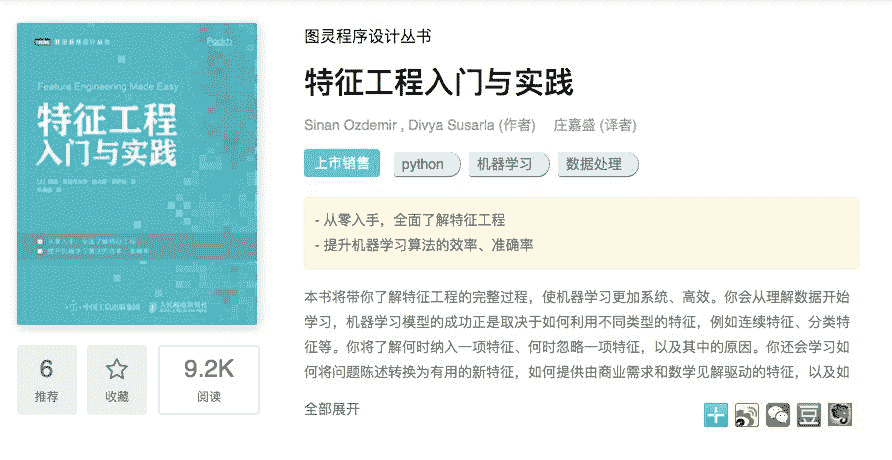 Packt
Feature Engineering Made Easy
特征工程
入门与实践
6
推荐
收藏
9.2K
阅读
图灵程序设计丛书
特征工程入门与实践
Sinan Ozdemir , Divya Susarla (作者) 庄嘉盛 (译者)
上市销售 python 机器学习 数据处理
- 从零入手，全面了解特征工程
- 提升机器学习算法的效率、准确率
本书将带你了解特征工程的完整过程，使机器学习更加系统、高效。你会从理解数据开始
学习，机器学习模型的成功正是取决于如何利用不同类型的特征，例如连续特征、分类特
征等。你将了解何时纳入一项特征、何时忽略一项特征，以及其中的原因。你还会学习如
何将问题陈述转换为有用的新特征，如何提供由商业需求和数学见解驱动的特征，以及如
全部展开
豆